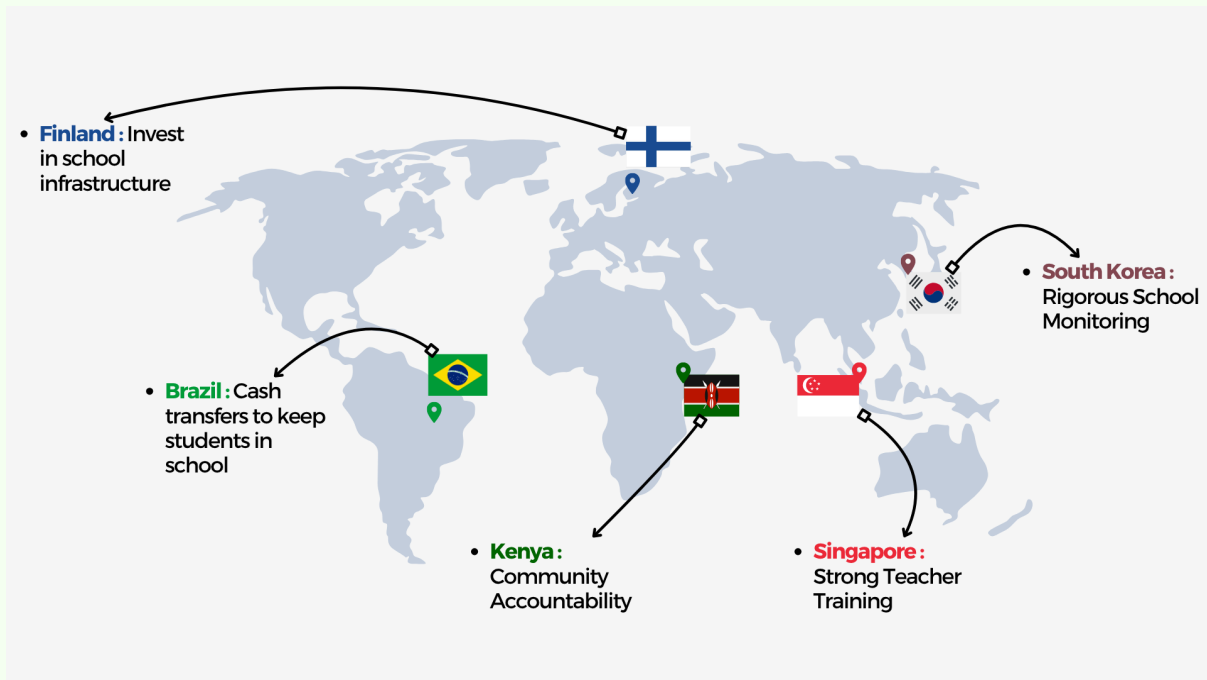 • Finland : Invest
in school
infrastructure
• South Korea :
Rigorous School
Monitoring
• Brazil : Cash
transfers to keep
students in
school
• Kenya :
Community
Accountability
• Singapore :
Strong Teacher
Training